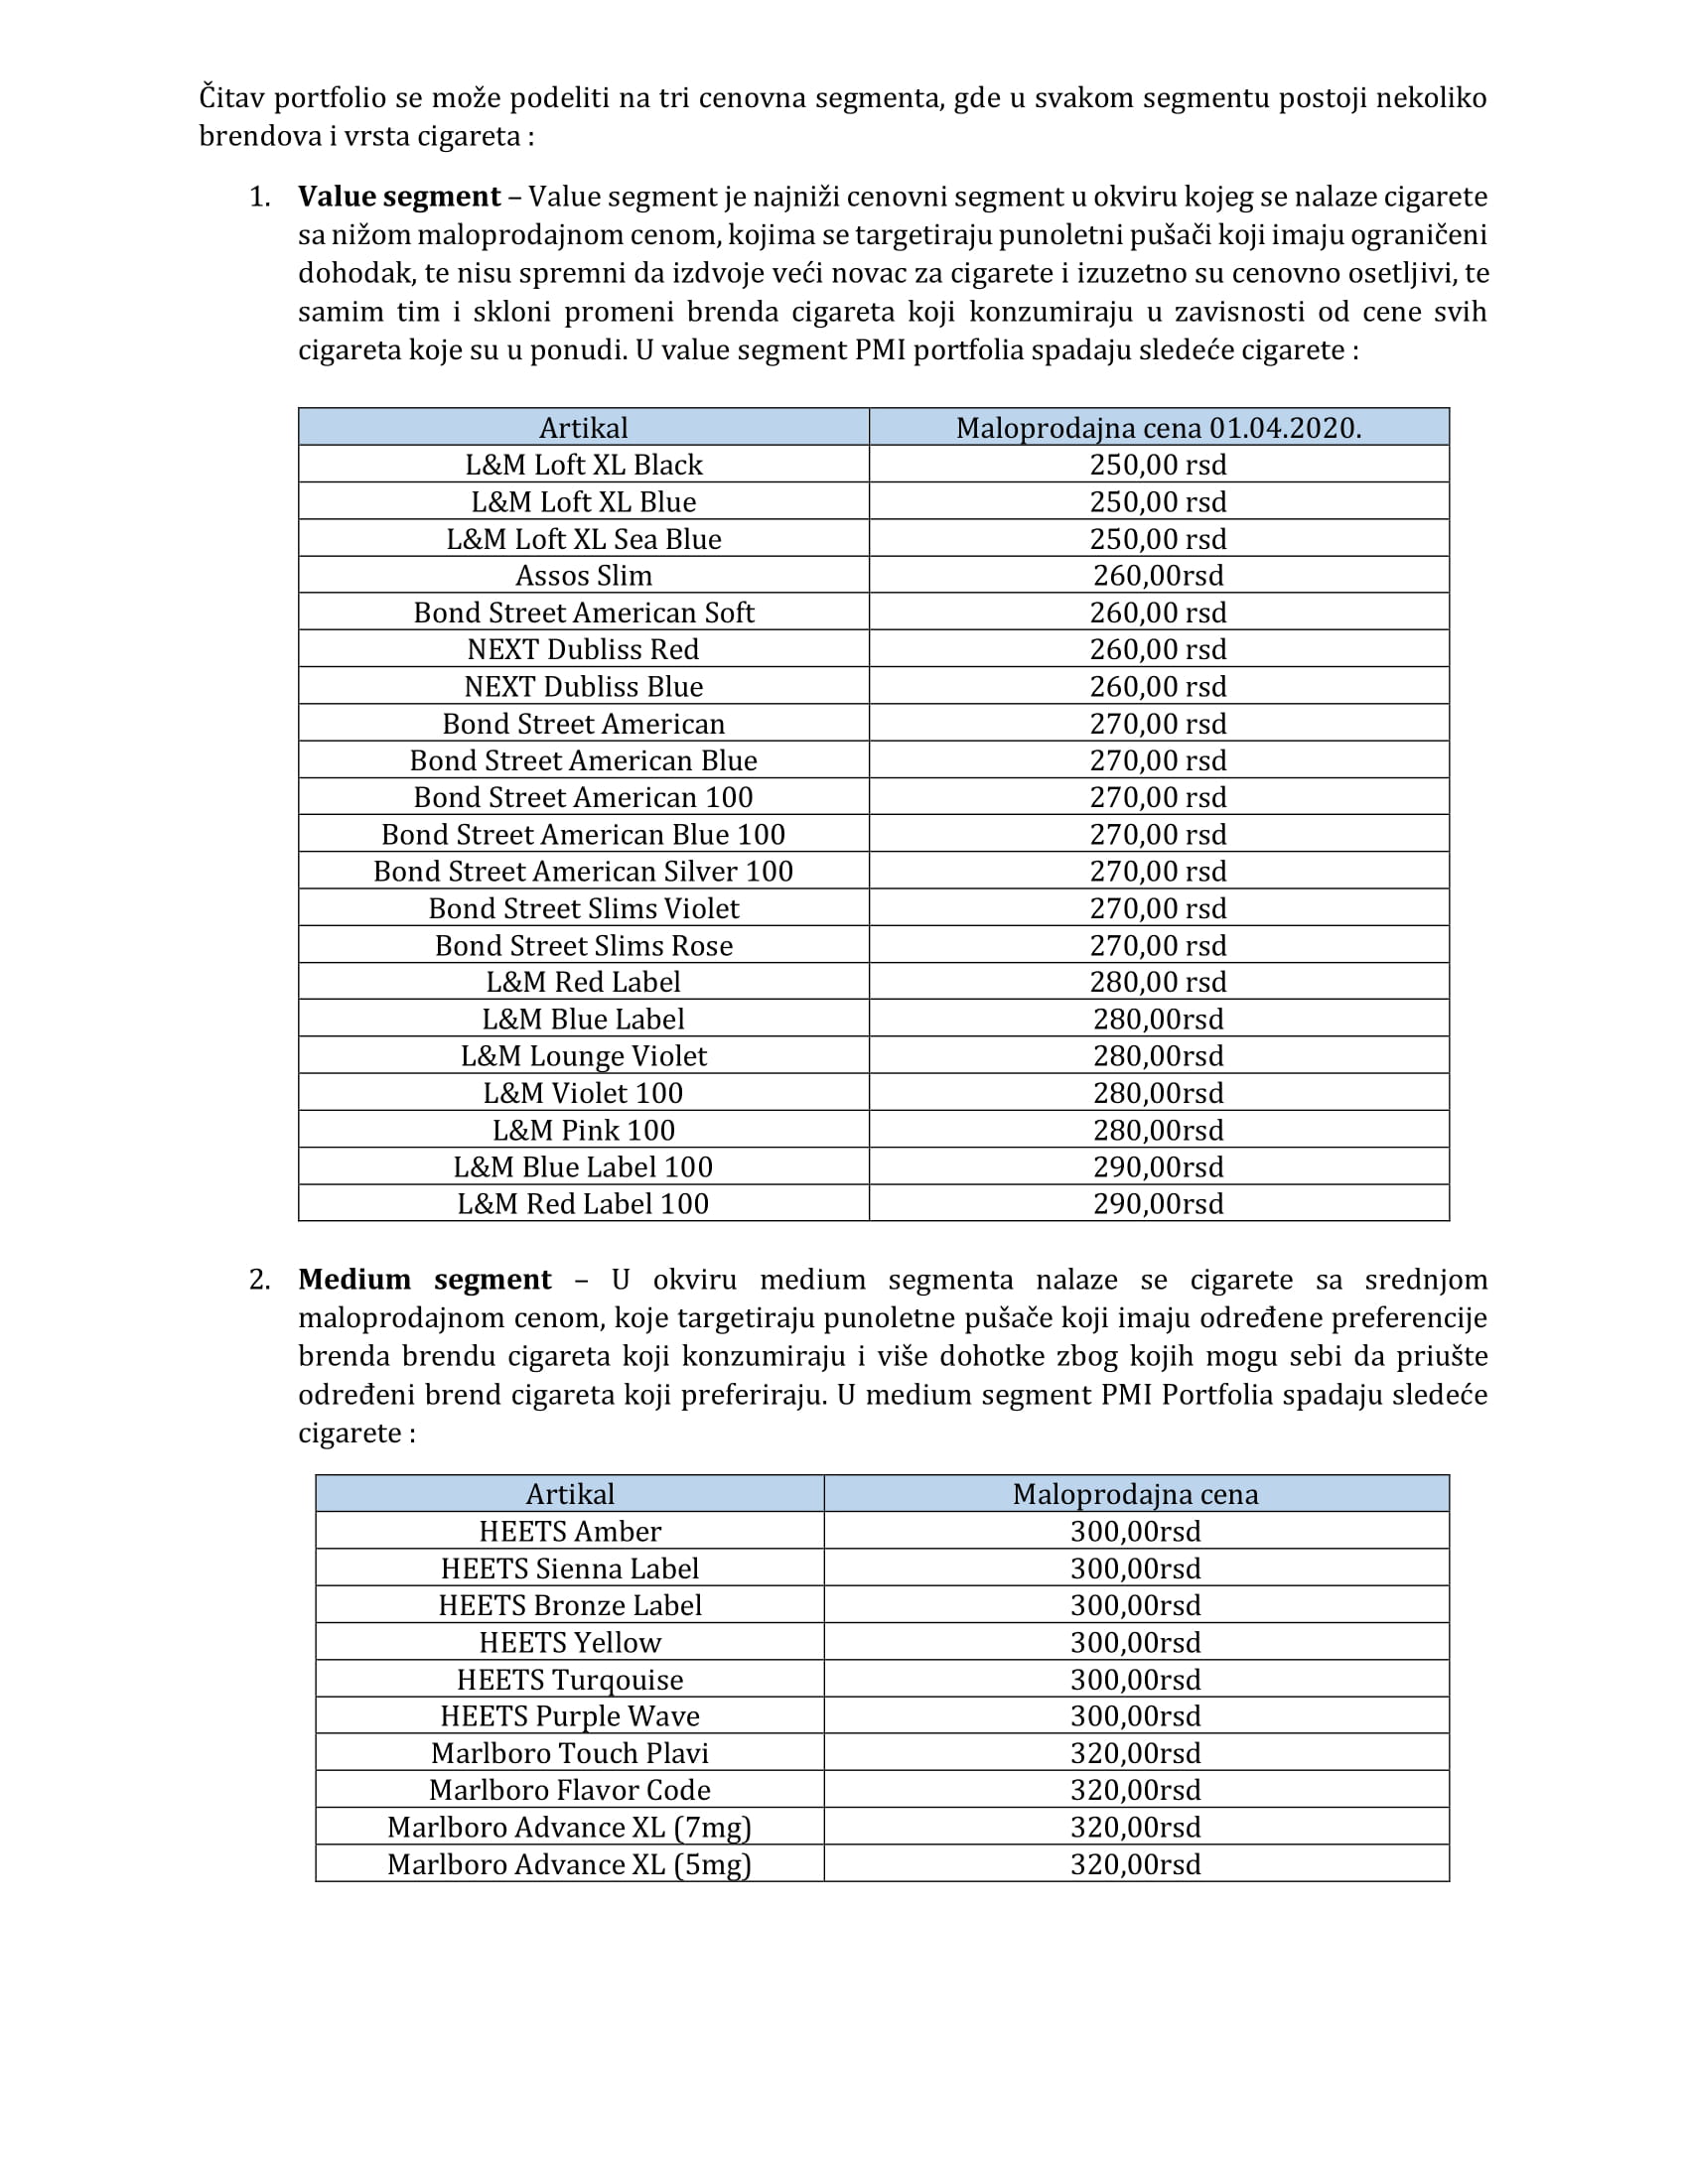 Čitav portfolio se može podeliti na tri cenovna segmenta, gde u svakom segmentu postoji nekoliko
brendova i vrsta cigareta :
1. Value segment – Value segment je najniži cenovni segment u okviru kojeg se nalaze cigarete
sa nižom maloprodajnom cenom, kojima se targetiraju punoletni pušači koji imaju ograničeni
dohodak, te nisu spremni da izdvoje veći novac za cigarete i izuzetno su cenovno osetljivi, te
samim tim i skloni promeni brenda cigareta koji konzumiraju u zavisnosti od cene svih
cigareta koje su u ponudi. U value segment PMI portfolia spadaju sledeće cigarete :
Artikal Maloprodajna cena 01.04.2020.
L&M Loft XL Black 250,00 rsd
L&M Loft XL Blue 250,00 rsd
L&M Loft XL Sea Blue 250,00 rsd
Assos Slim 260,00rsd
Bond Street American Soft 260,00 rsd
NEXT Dubliss Red 260,00 rsd
NEXT Dubliss Blue 260,00 rsd
Bond Street American 270,00 rsd
Bond Street American Blue 270,00 rsd
Bond Street American 100 270,00 rsd
Bond Street American Blue 100 270,00 rsd
Bond Street American Silver 100 270,00 rsd
Bond Street Slims Violet 270,00 rsd
Bond Street Slims Rose 270,00 rsd
L&M Red Label 280,00 rsd
L&M Blue Label 280,00rsd
L&M Lounge Violet 280,00rsd
L&M Violet 100 280,00rsd
L&M Pink 100 280,00rsd
L&M Blue Label 100 290,00rsd
L&M Red Label 100 290,00rsd
2. Medium segment – U okviru medium segmenta nalaze se cigarete sa srednjom
maloprodajnom cenom, koje targetiraju punoletne pušače koji imaju određene preferencije
brenda brendu cigareta koji konzumiraju i više dohotke zbog kojih mogu sebi da priušte
određeni brend cigareta koji preferiraju. U medium segment PMI Portfolia spadaju sledeće
cigarete :
Artikal Maloprodajna cena
HEETS Amber 300,00rsd
HEETS Sienna Label 300,00rsd
HEETS Bronze Label 300,00rsd
HEETS Yellow 300,00rsd
HEETS Turqouise 300,00rsd
HEETS Purple Wave 300,00rsd
Marlboro Touch Plavi 320,00rsd
Marlboro Flavor Code 320,00rsd
Marlboro Advance XL (7mg) 320,00rsd
Marlboro Advance XL (5mg) 320,00rsd